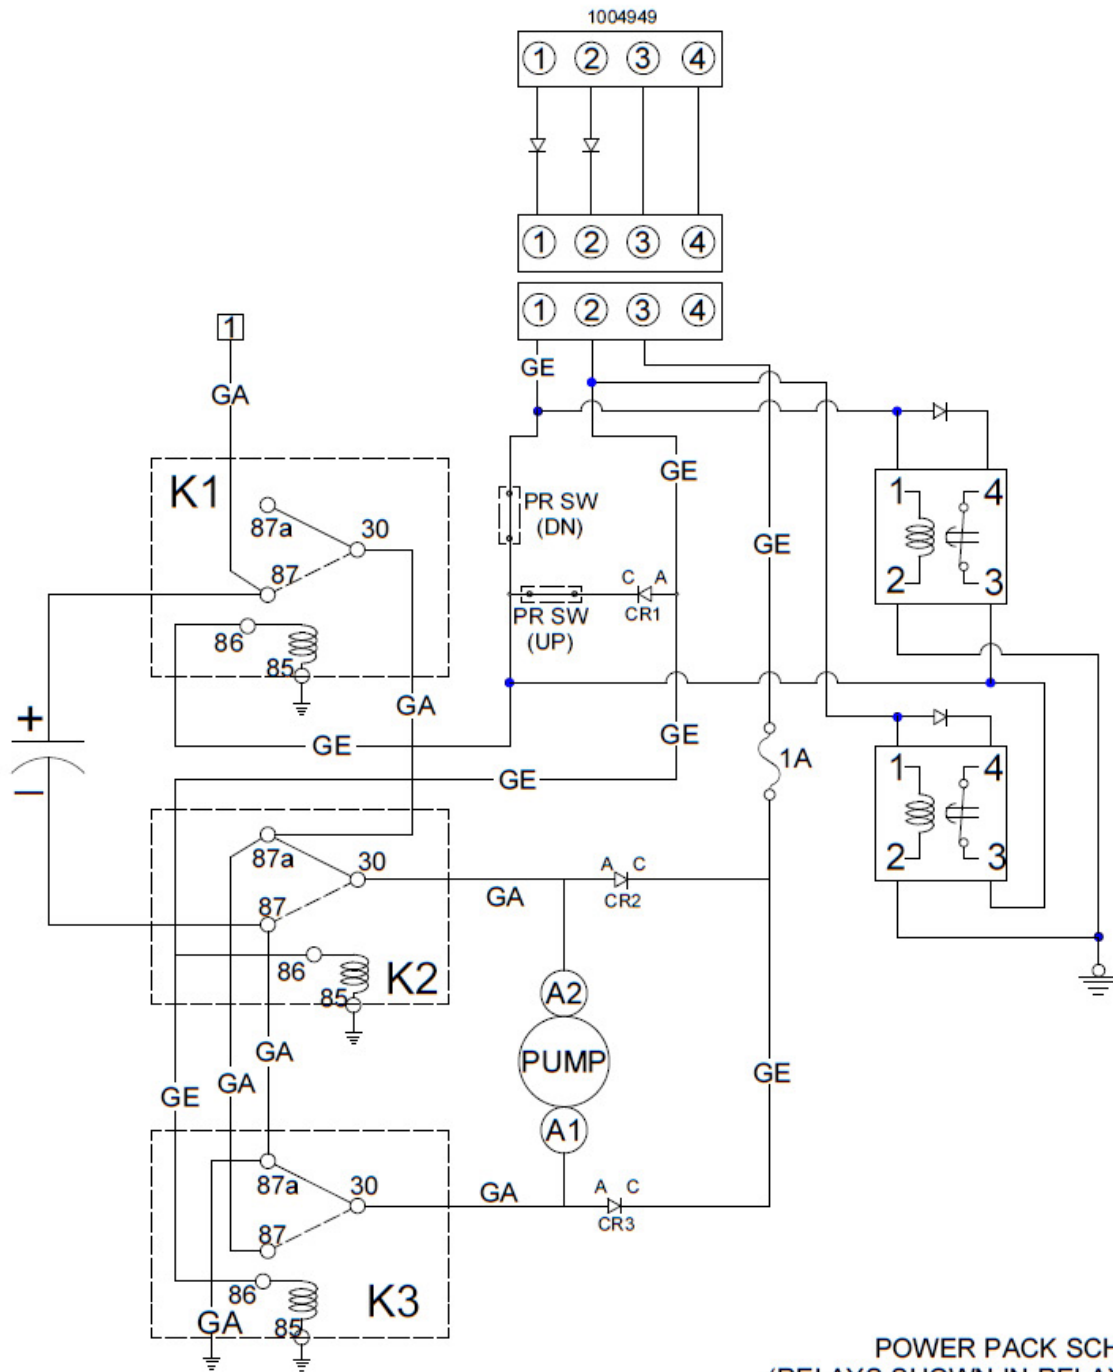 1004949
1 2 3 4
1 2 3 4
1 2 3 4
1
GE
GA
K1
87a
30
87
86
85
GE
PR SW
(DN)
C A
CR1
PR SW
(UP)
GE
1 4
2 3
GA
GE
GE
GE
1A
1 4
2 3
+
–
87a
30
87
86
85
K2
GA
A C
CR2
A2
PUMP
A1
GA
GA
GE
GE
87a
30
87
86
85
GA
K3
GA
A C
CR3
POWER PACK SCH